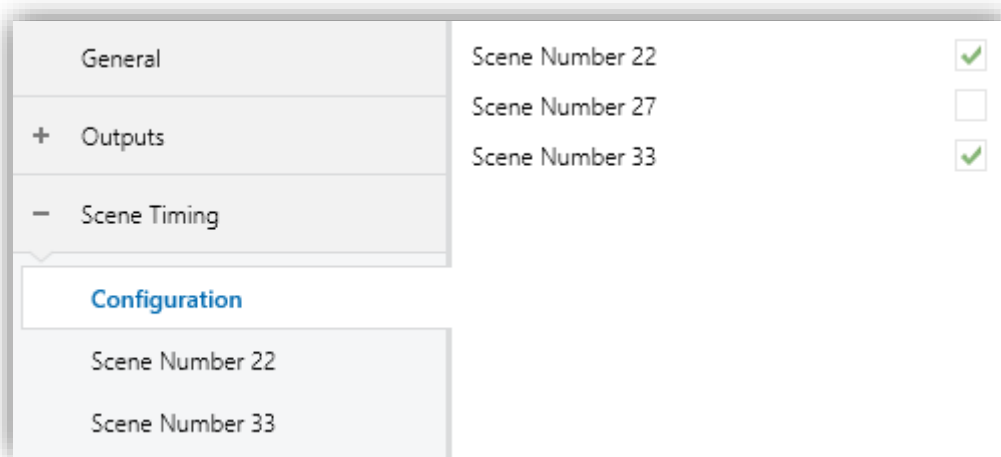 General
Outputs
Scene Timing
Configuration
Scene Number 22
Scene Number 33
Scene Number 22
Scene Number 27
Scene Number 33